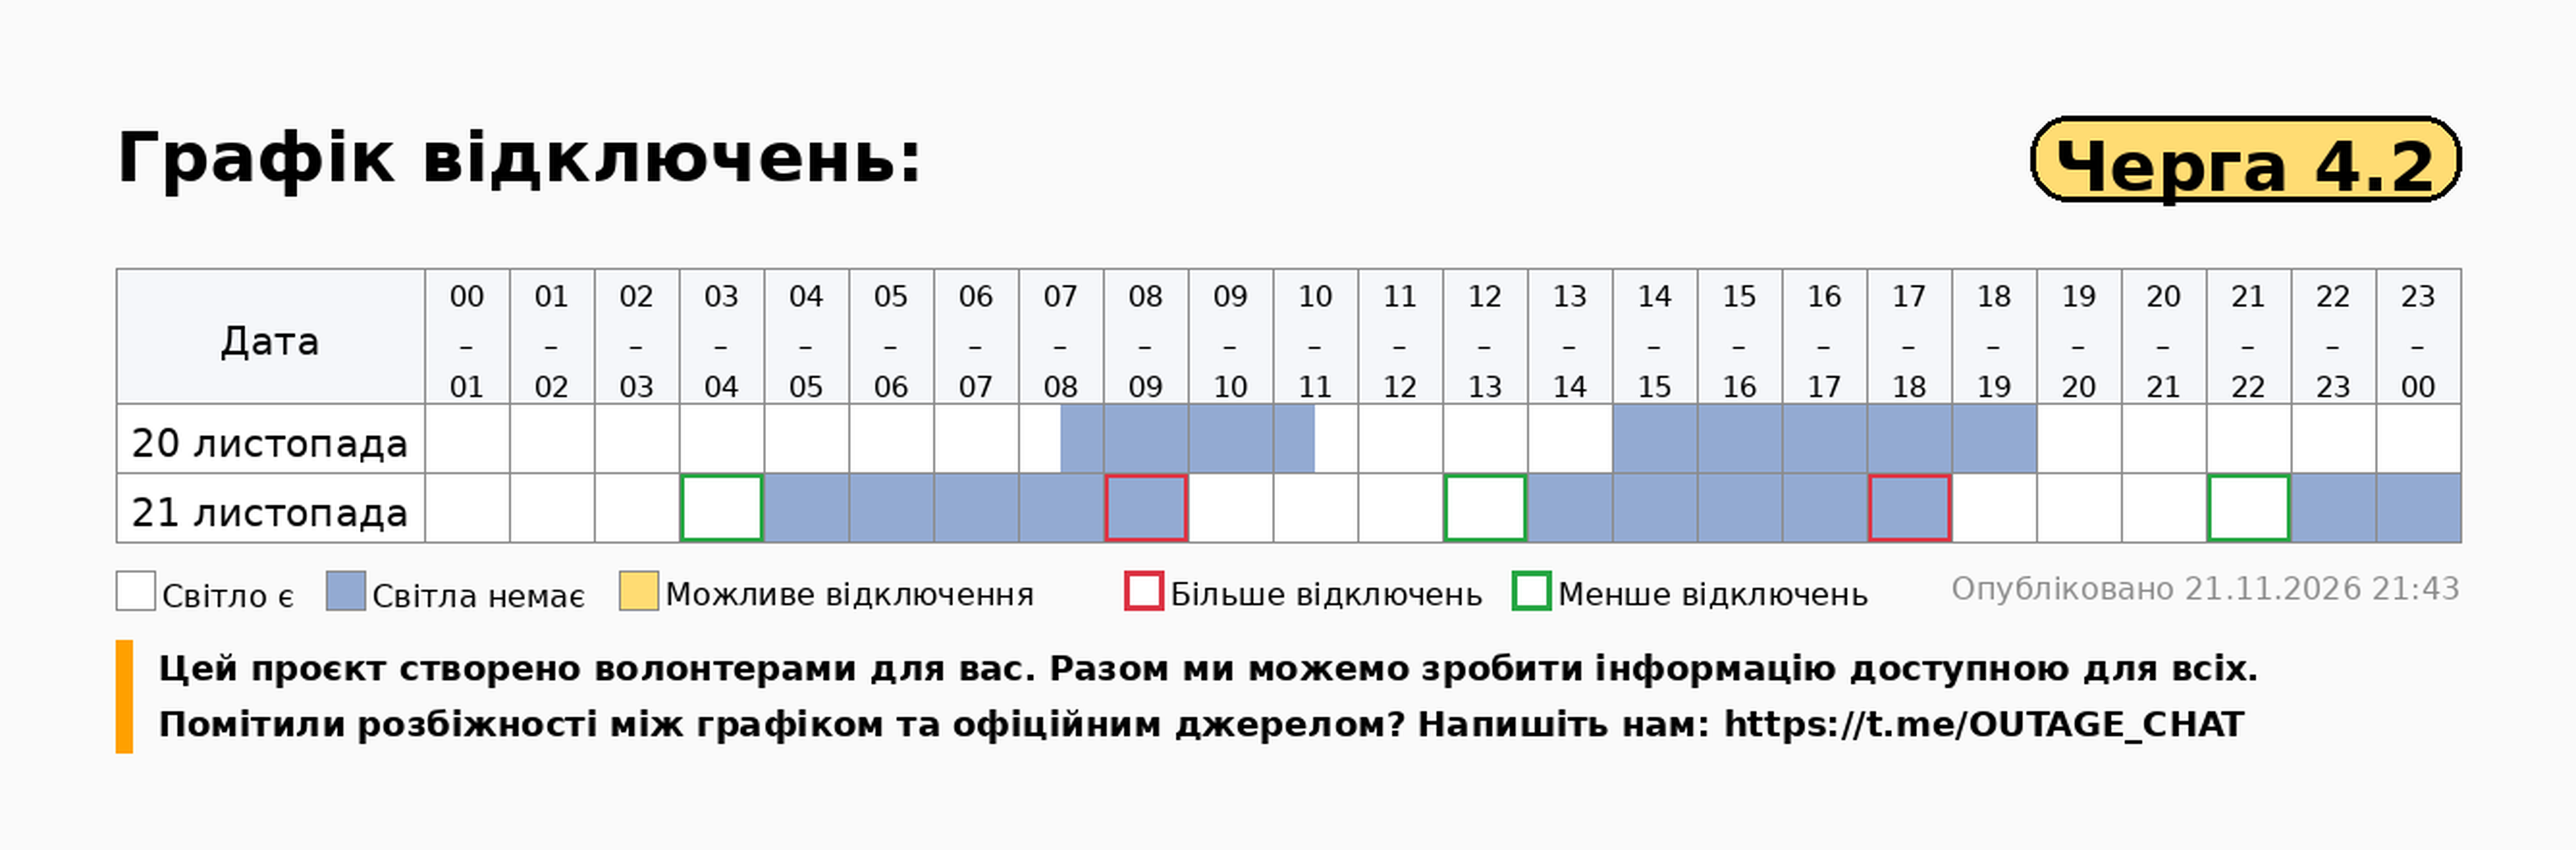 Графік відключень:
Черга 4.2
Дата 00 – 01 01 – 02 02 – 03 03 – 04 04 – 05 05 – 06 06 – 07 07 – 08 08 – 09 09 – 10 10 – 11 11 – 12 12 – 13 13 – 14 14 – 15 15 – 16 16 – 17 17 – 18 18 – 19 19 – 20 20 – 21 21 – 22 22 – 23 23 – 00
20 листопада
21 листопада
Світло є Світла немає Можливе відключення Більше відключень Менше відключень Опубліковано 21.11.2026 21:43
Цей проєкт створено волонтерами для вас. Разом ми можемо зробити інформацію доступною для всіх.
Помітили розбіжності між графіком та офіційним джерелом? Напишіть нам: https://t.me/OUTAGE_CHAT